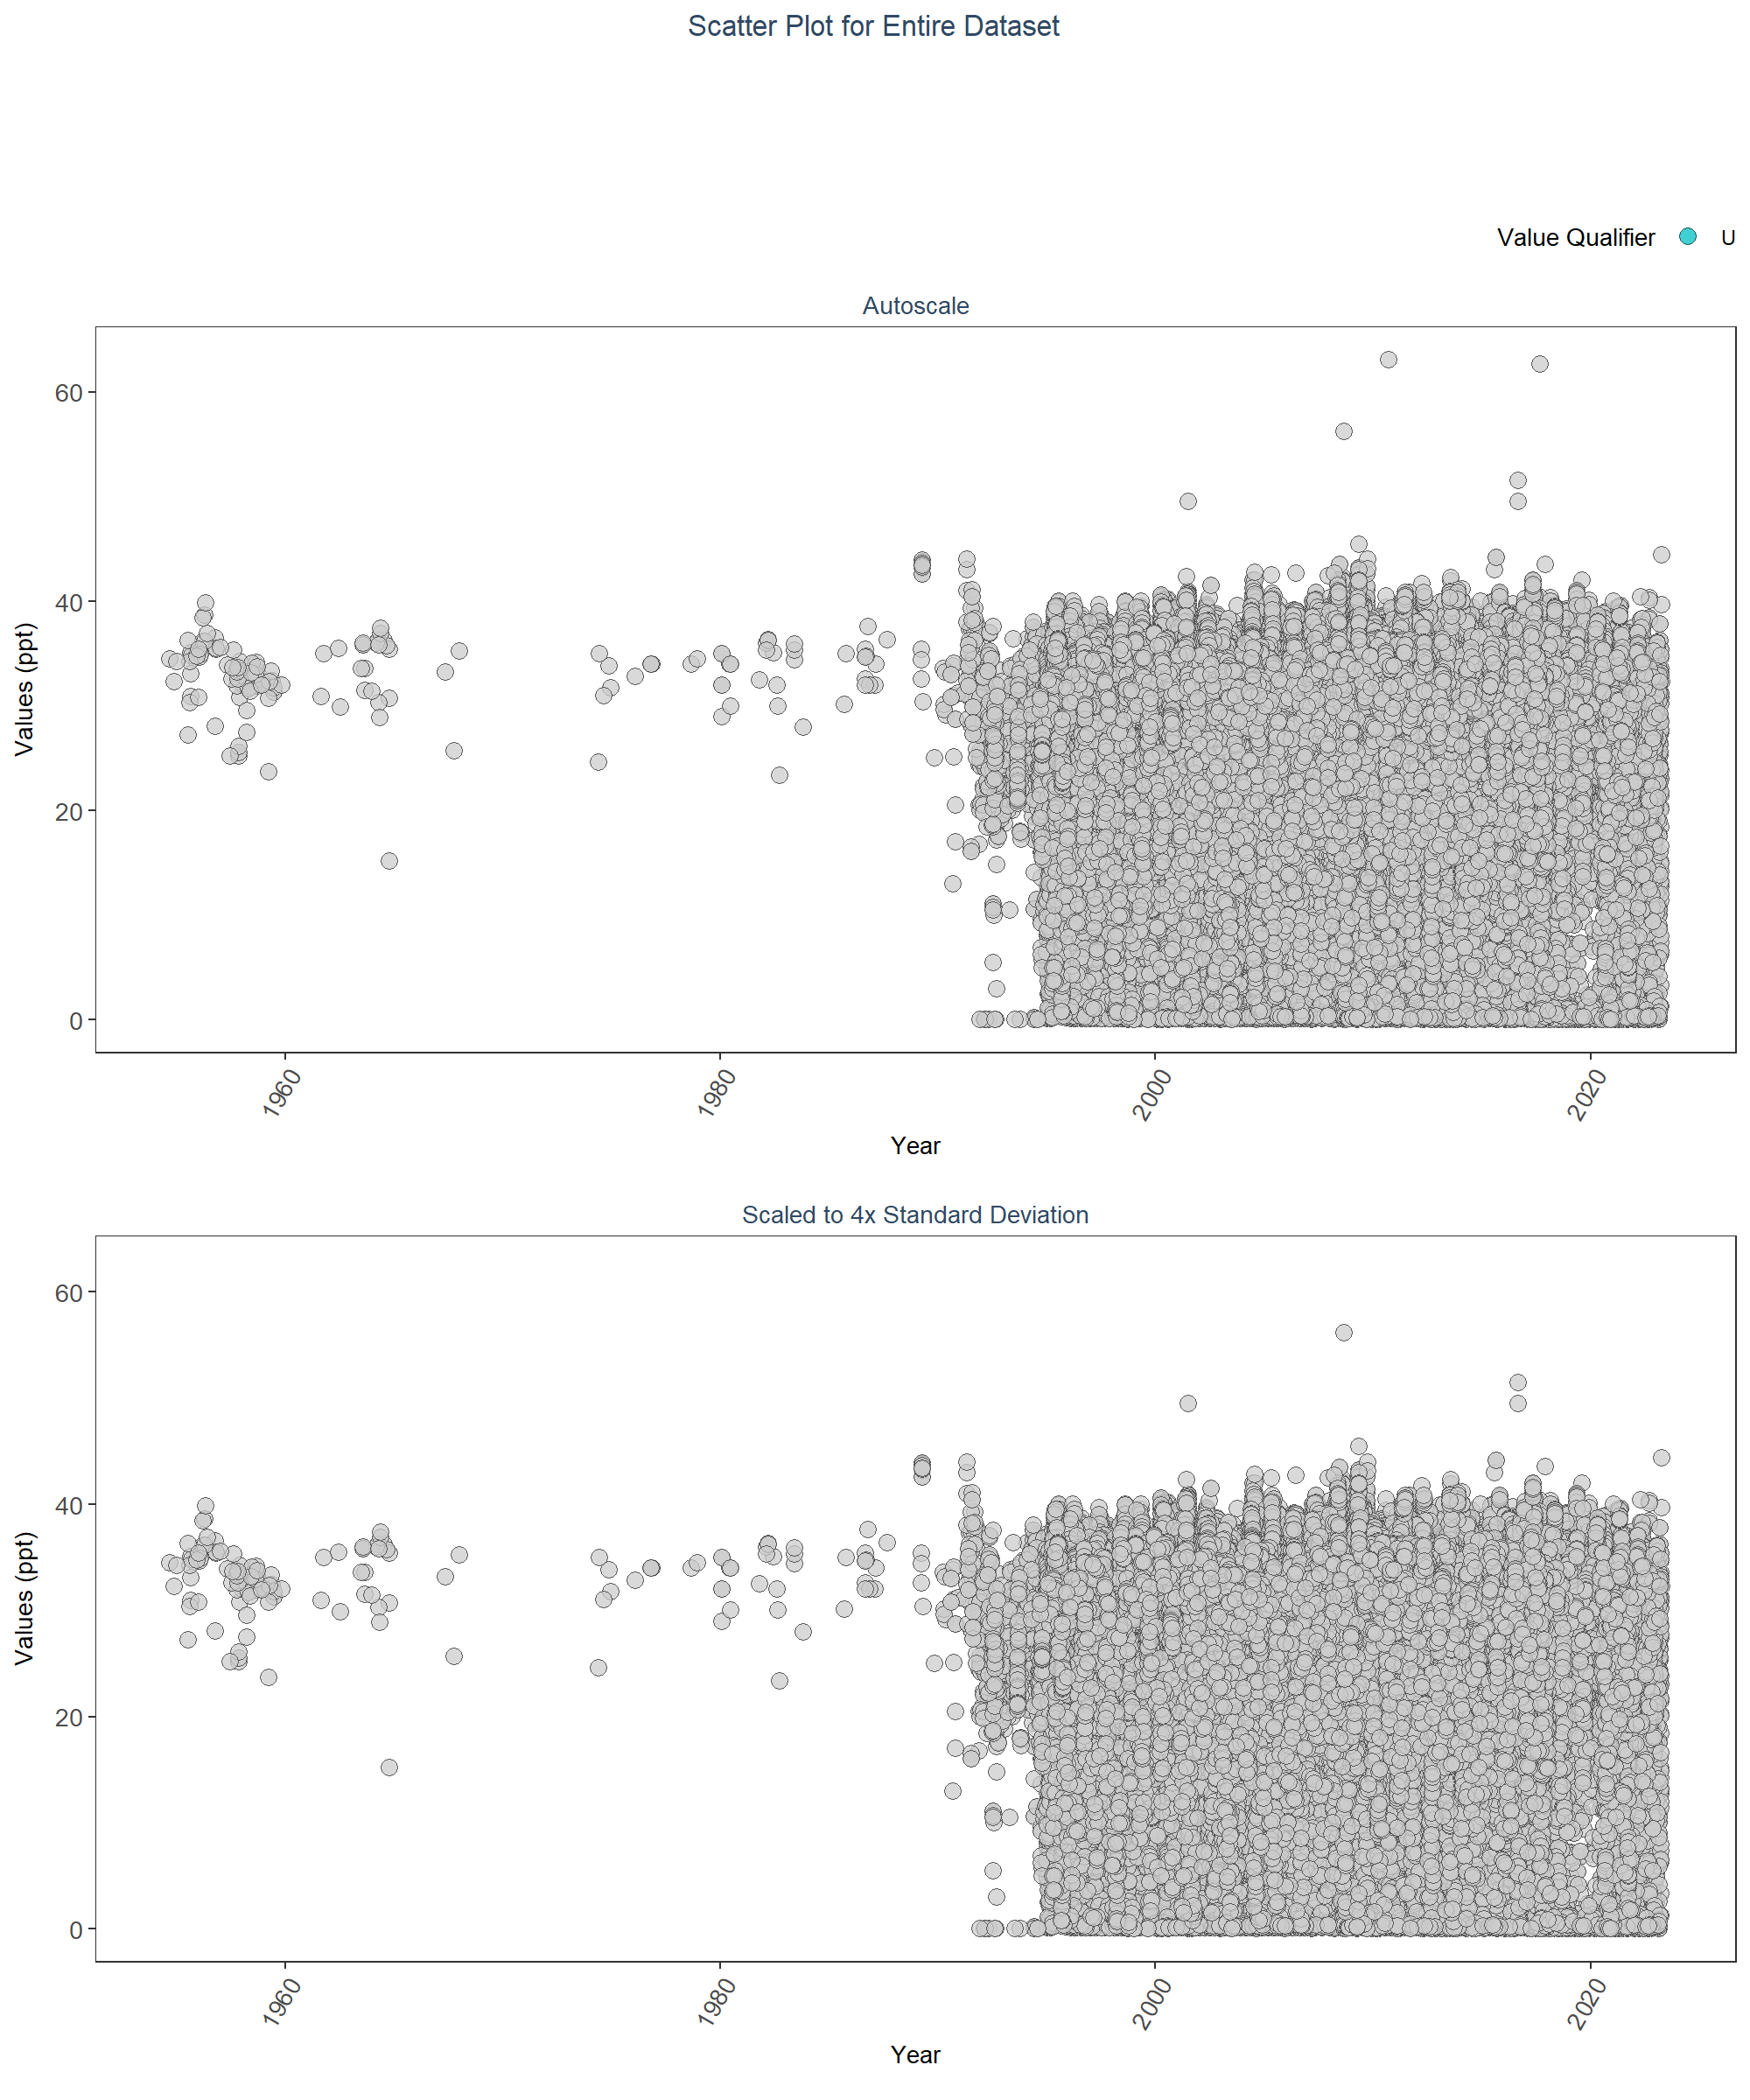 Scatter Plot for Entire Dataset
Value Qualifier U
Autoscale
Values (ppt)
60
40
20
0
1960 1980 2000 2020
Year
Scaled to 4x Standard Deviation
Values (ppt)
60
40
20
0
1960 1980 2000 2020
Year